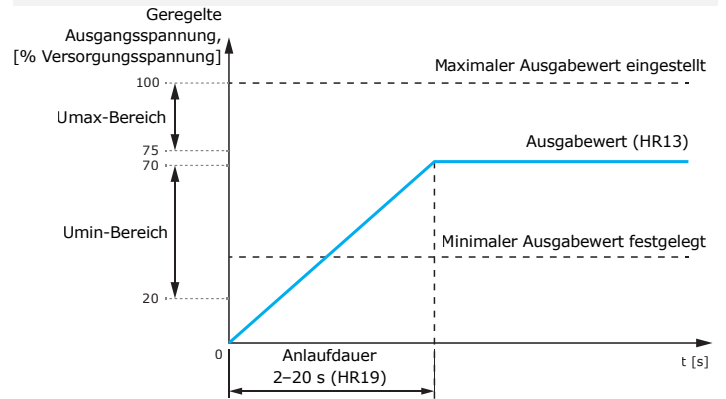 Geregelte
Ausgangsspannung,
[% Versorgungsspannung]
Maximaler Ausgabewert eingestellt
100
Umax-Bereich
Ausgabewert (HR13)
75
70
Umin-Bereich
Minimaler Ausgabewert festgelegt
20
0
Anlaufdauer
t [s]
2–20 s (HR19)